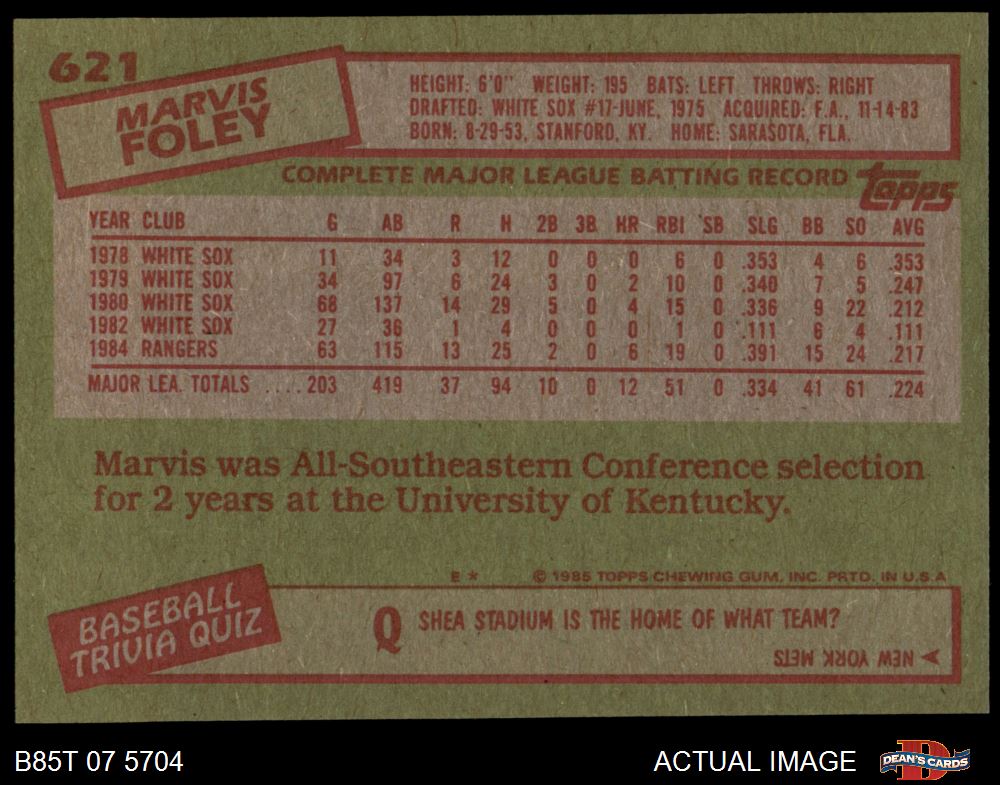 621
MARVIS
FOLEY
HEIGHT: 6'0" WEIGHT: 195 BATS: LEFT THROWS: RIGHT
DRAFTED: WHITE SOX #17-JUNE, 1975 ACQUIRED: F.A., 11-14-83
BORN: 8-29-53, STANFORD, KY. HOME: SARASOTA, FLA.
COMPLETE MAJOR LEAGUE BATTING RECORD topps
YEAR CLUB G AB R H 2B 3B HR RBI SB SLG BB SO AVG
1978 WHITE SOX 11 34 3 12 0 0 0 6 0 .353 4 6 .353
1979 WHITE SOX 34 97 6 24 3 0 2 10 0 .340 7 5 .247
1980 WHITE SOX 68 137 14 29 5 0 4 15 0 .336 9 22 .212
1982 WHITE SOX 27 36 1 4 0 0 0 1 0 .111 6 4 .111
1984 RANGERS 63 115 13 25 2 0 6 19 0 .391 15 24 .217
MAJOR LEA. TOTALS ....203 419 37 94 10 0 12 51 0 .334 41 61 .224
Marvis was All-Southeastern Conference selection
for 2 years at the University of Kentucky.
E * © 1985 TOPPS CHEWING GUM, INC. PRTD. IN U.S.A
BASEBALL
TRIVIA QUIZ
Q SHEA STADIUM IS THE HOME OF WHAT TEAM?
NEW YORK METS
B85T 07 5704
ACTUAL IMAGE
DEAN'S CARDS